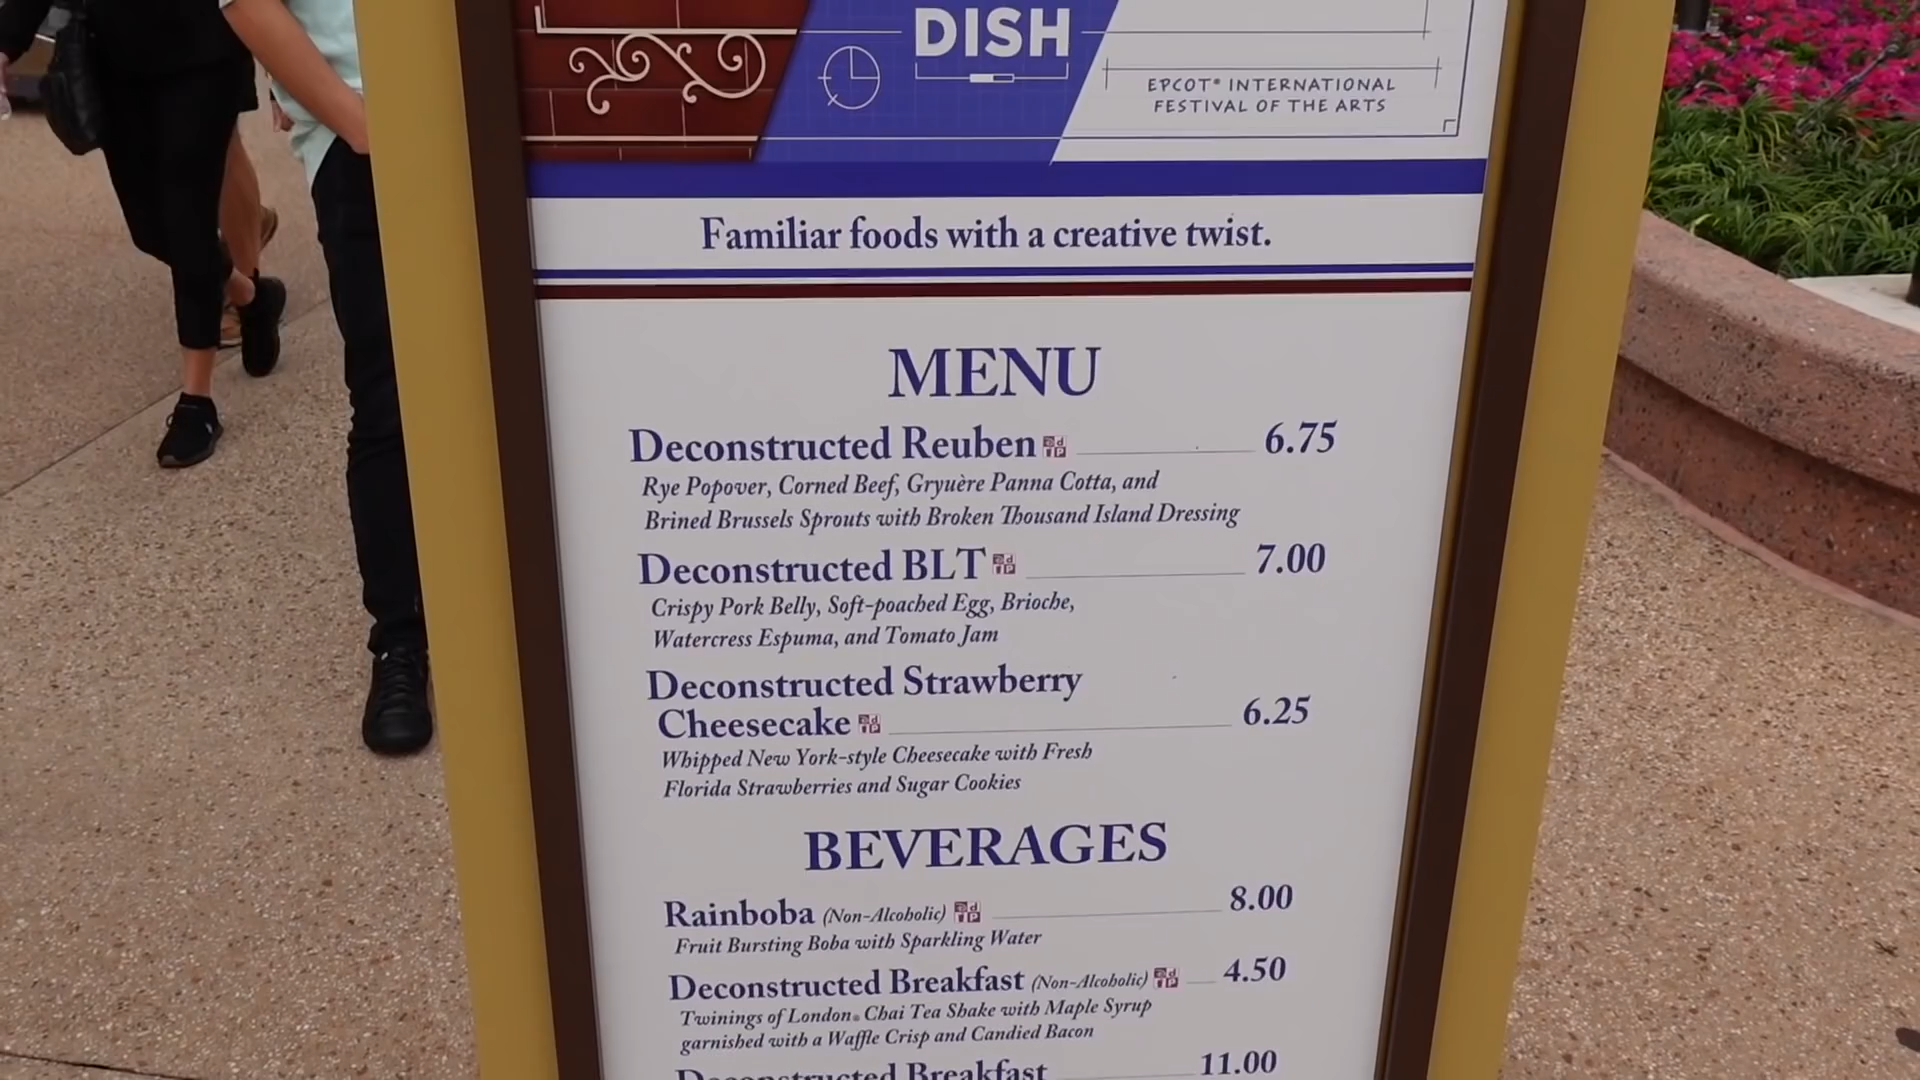 DISH
EPCOT® INTERNATIONAL
FESTIVAL OF THE ARTS
Familiar foods with a creative twist.
MENU
Deconstructed Reuben 6.75
Rye Popover, Corned Beef, Gryuère Panna Cotta, and
Brined Brussels Sprouts with Broken Thousand Island Dressing
Deconstructed BLT 7.00
Crispy Pork Belly, Soft-poached Egg, Brioche,
Watercress Espuma, and Tomato Jam
Deconstructed Strawberry
Cheesecake 6.25
Whipped New York-style Cheesecake with Fresh
Florida Strawberries and Sugar Cookies
BEVERAGES
Rainboba (Non-Alcoholic) 8.00
Fruit Bursting Boba with Sparkling Water
Deconstructed Breakfast (Non-Alcoholic) 4.50
Twinings of London® Chai Tea Shake with Maple Syrup
garnished with a Waffle Crisp and Candied Bacon
Deconstructed Breakfast 11.00